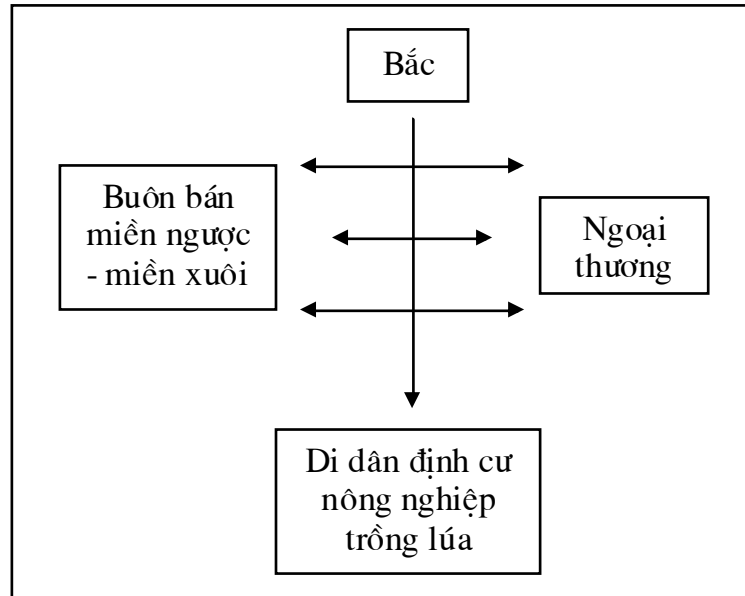 Bắc
Buôn bán
miền ngược
- miền xuôi
Ngoại
thương
Di dân định cư
nông nghiệp
trồng lúa